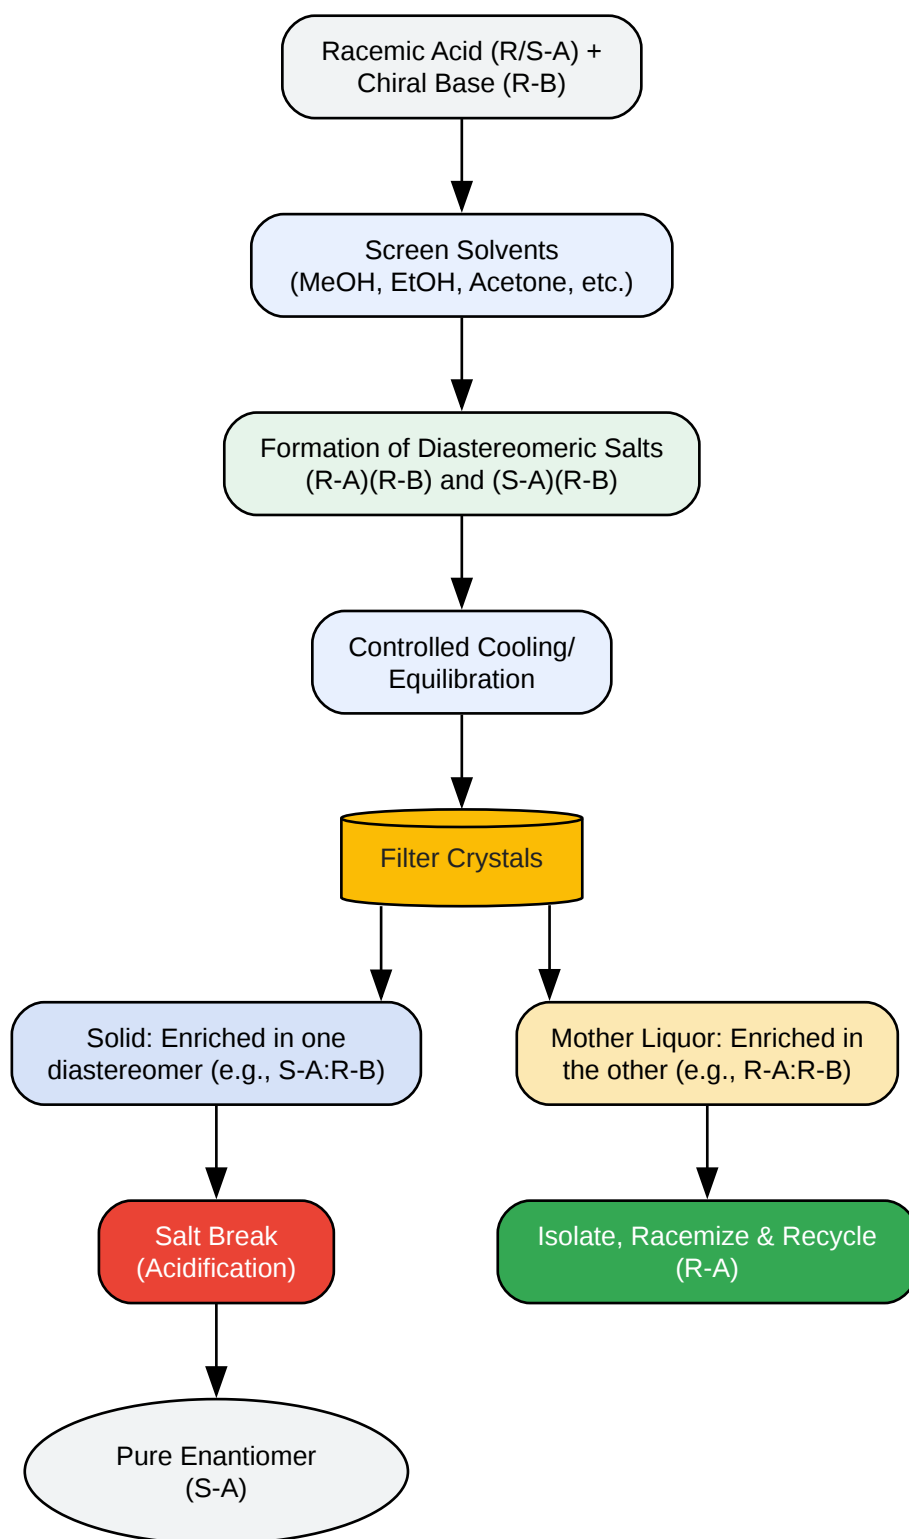 Racemic Acid (R/S-A) +
Chiral Base (R-B)
Screen Solvents
(MeOH, EtOH, Acetone, etc.)
Formation of Diastereomeric Salts
(R-A)(R-B) and (S-A)(R-B)
Controlled Cooling/
Equilibration
Filter Crystals
Solid: Enriched in one
diastereomer (e.g., S-A:R-B)
Mother Liquor: Enriched in
the other (e.g., R-A:R-B)
Salt Break
(Acidification)
Isolate, Racemize & Recycle
(R-A)
Pure Enantiomer
(S-A)